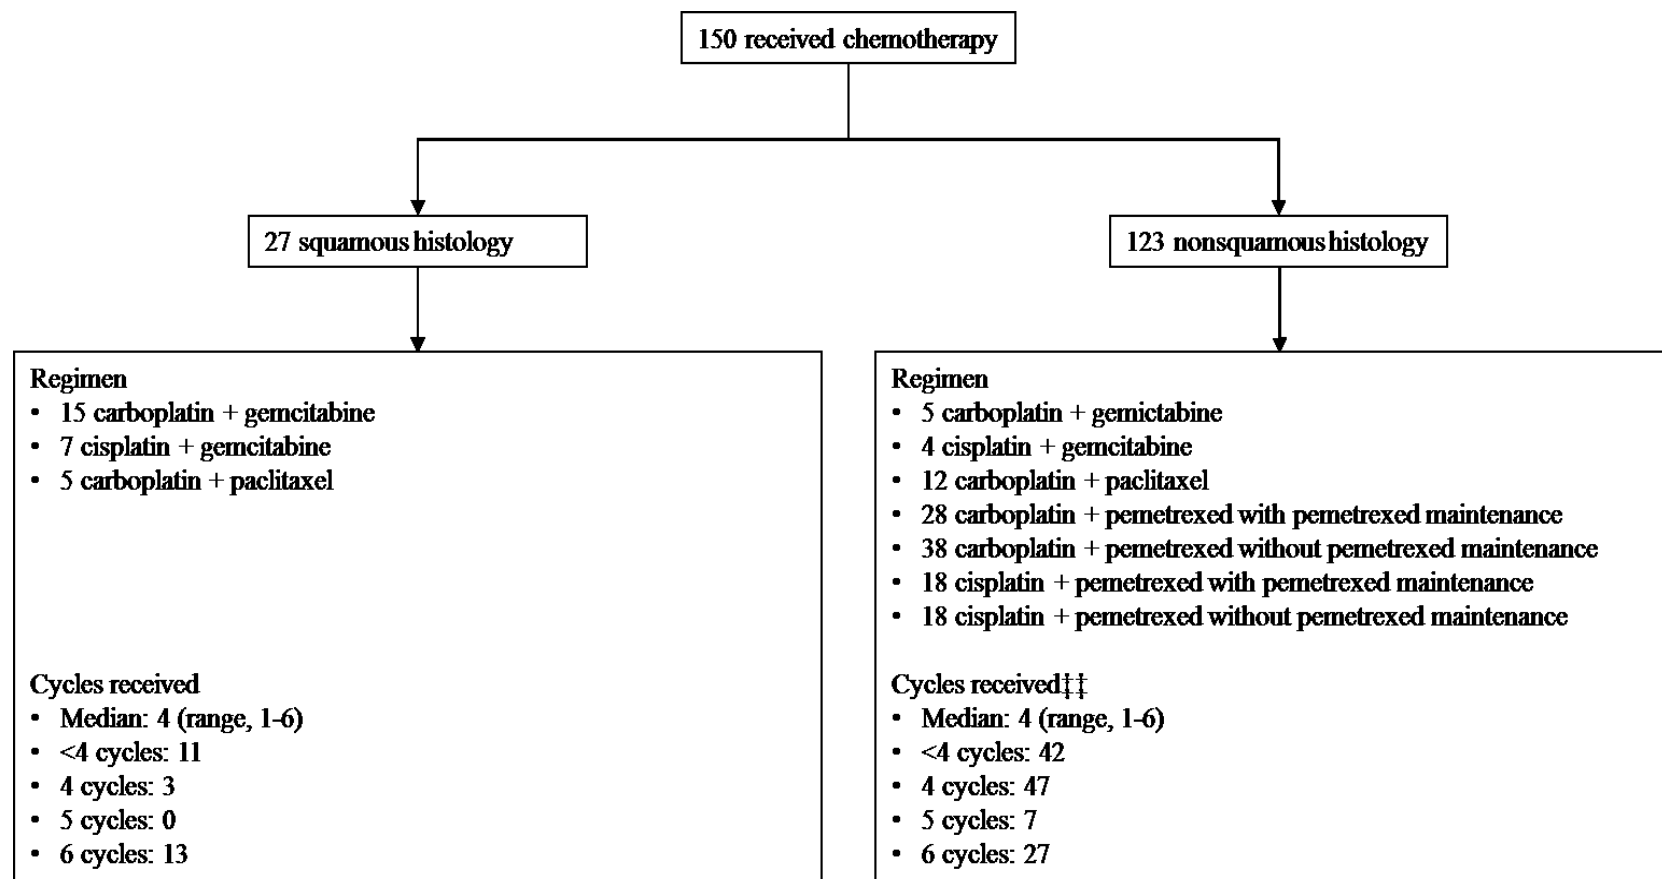 150 received chemotherapy
27 squamous histology
123 nonsquamous histology
Regimen
• 15 carboplatin + gemcitabine
• 7 cisplatin + gemcitabine
• 5 carboplatin + paclitaxel
Cycles received
• Median: 4 (range, 1-6)
• <4 cycles: 11
• 4 cycles: 3
• 5 cycles: 0
• 6 cycles: 13
Regimen
• 5 carboplatin + gemictabine
• 4 cisplatin + gemcitabine
• 12 carboplatin + paclitaxel
• 28 carboplatin + pemetrexed with pemetrexed maintenance
• 38 carboplatin + pemetrexed without pemetrexed maintenance
• 18 cisplatin + pemetrexed with pemetrexed maintenance
• 18 cisplatin + pemetrexed without pemetrexed maintenance
Cycles received‡‡
• Median: 4 (range, 1-6)
• <4 cycles: 42
• 4 cycles: 47
• 5 cycles: 7
• 6 cycles: 27